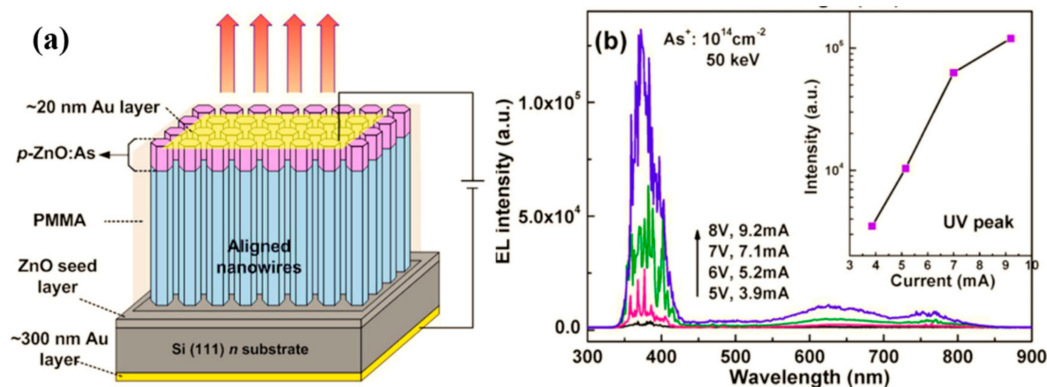 (a)
~20 nm Au layer
p-ZnO:As
PMMA
ZnO seed
layer
~300 nm Au
layer
Aligned
nanowires
Si (111) n substrate
(b)
As⁺: 10¹⁴cm⁻²
50 keV
EL intensity (a.u.)
1.0x10⁵
5.0x10⁴
0.0
8V, 9.2mA
7V, 7.1mA
6V, 5.2mA
5V, 3.9mA
300 400 500 600 700 800 900
Wavelength (nm)
Intensity (a.u.)
10⁵
10⁴
UV peak
3 4 5 6 7 8 9 10
Current (mA)